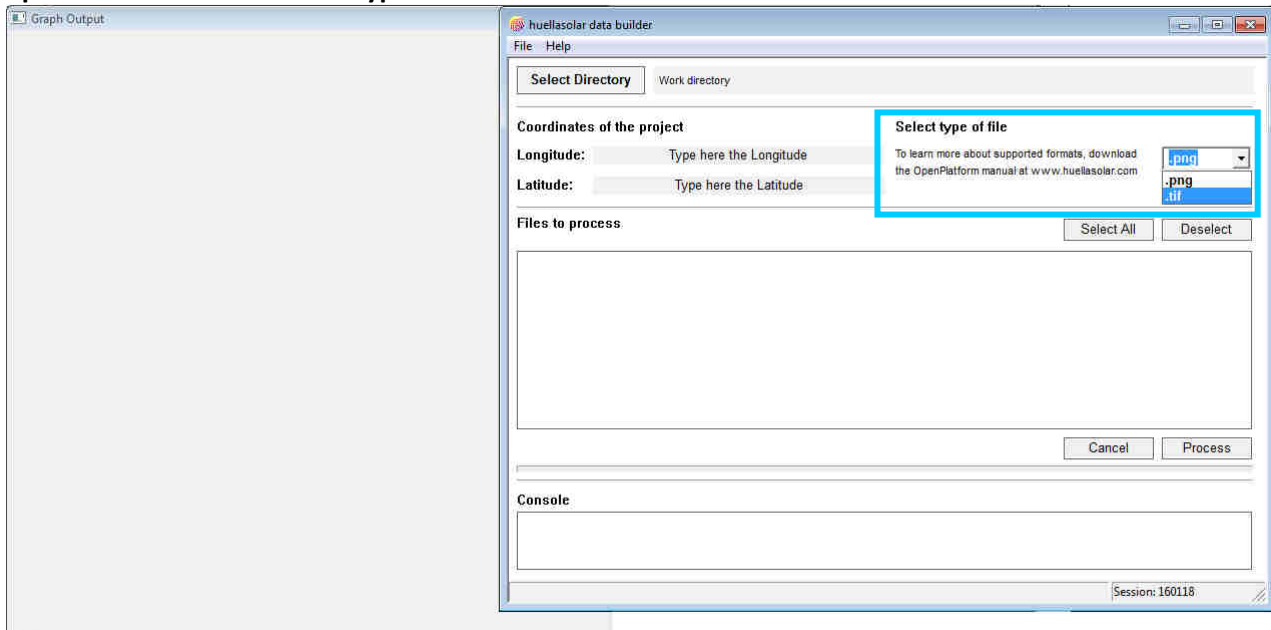 Graph Output
huellasolar data builder
File Help
Select Directory Work directory
Coordinates of the project
Longitude: Type here the Longitude
Latitude: Type here the Latitude
Select type of file
To learn more about supported formats, download
the OpenPlatform manual at www.huellasolar.com
.png
.png
.tif
Files to process
Select All Deselect
Cancel Process
Console
Session: 160118